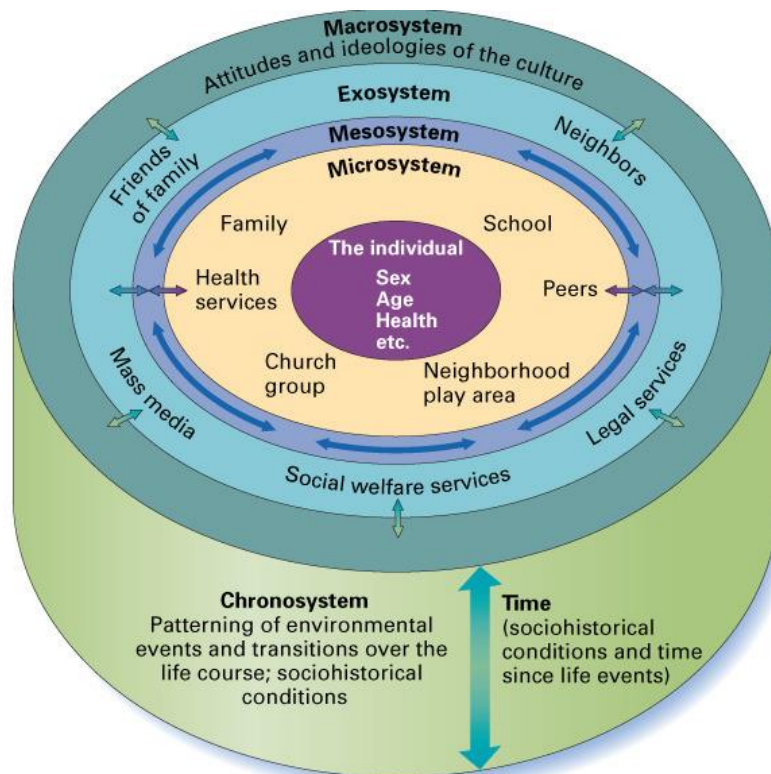 Macrosystem
Attitudes and ideologies of the culture
Exosystem
Mesosystem
Microsystem
Friends
of family
Neighbors
Family
School
The individual
Sex
Age
Health
etc.
Health
services
Peers
Church
group
Neighborhood
play area
Mass media
Legal services
Social welfare services
Chronosystem
Patterning of environmental
events and transitions over the
life course; sociohistorical
conditions
Time
(sociohistorical
conditions and time
since life events)